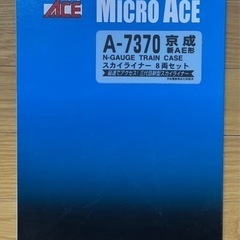 ACE
MICRO ACE
A-7370 京成
新AE形
N-GAUGE TRAIN CASE
スカイライナー 8両セット